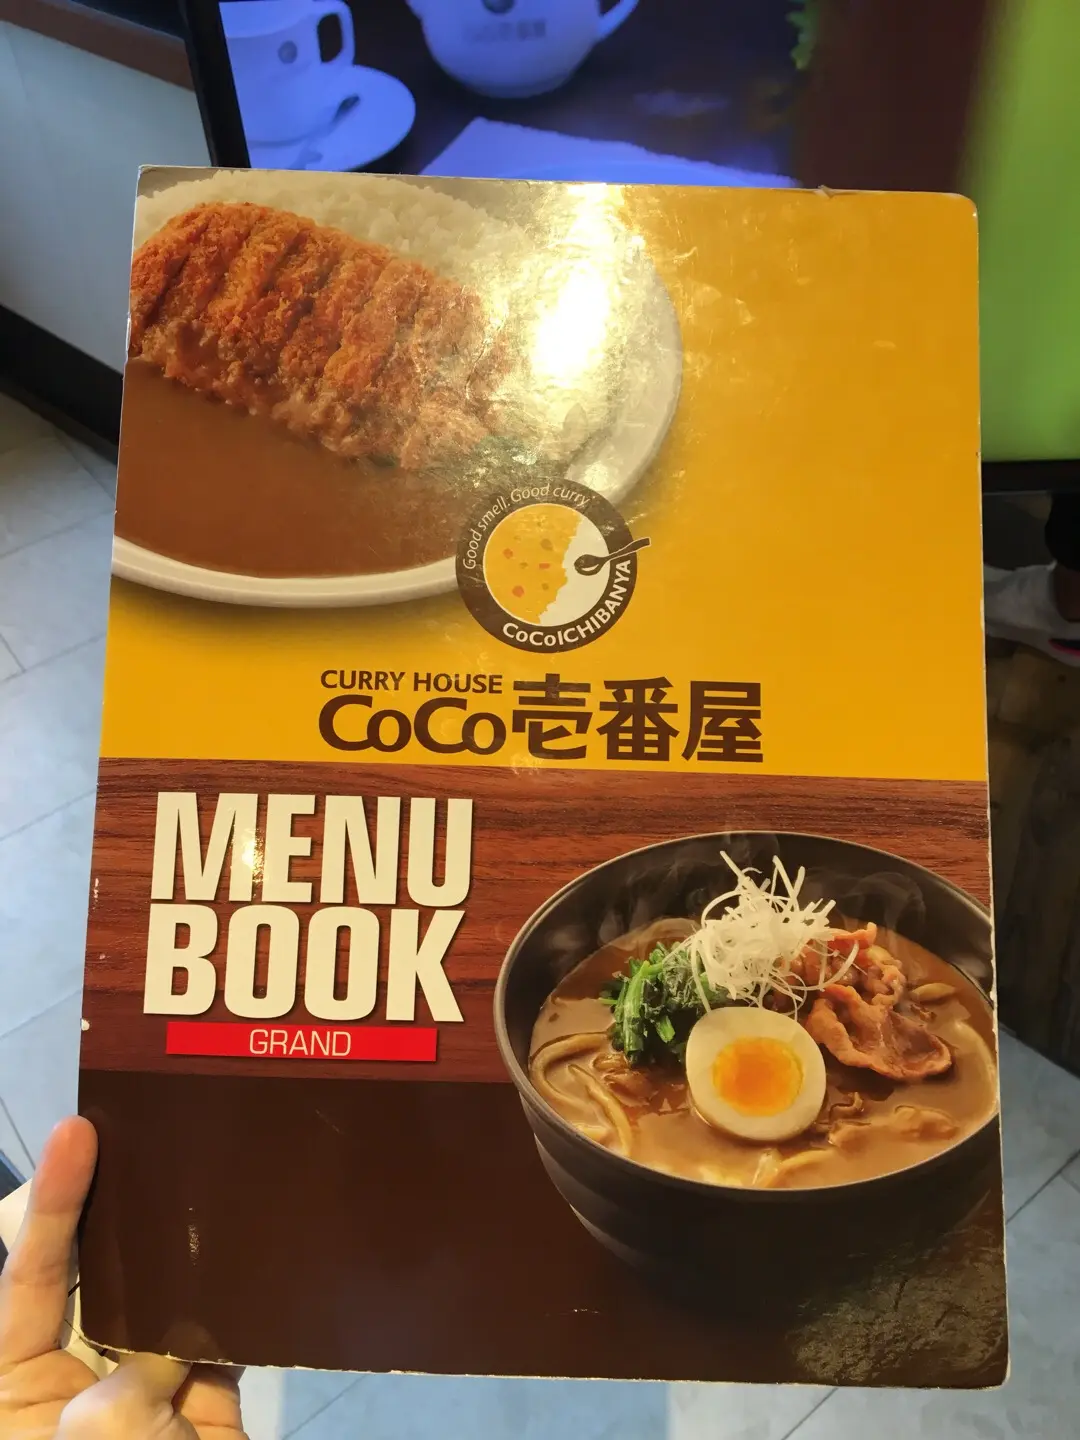 Good smell. Good curry.
CoCoICHIBANYA
CURRY HOUSE
CoCo壱番屋
MENU
BOOK
GRAND